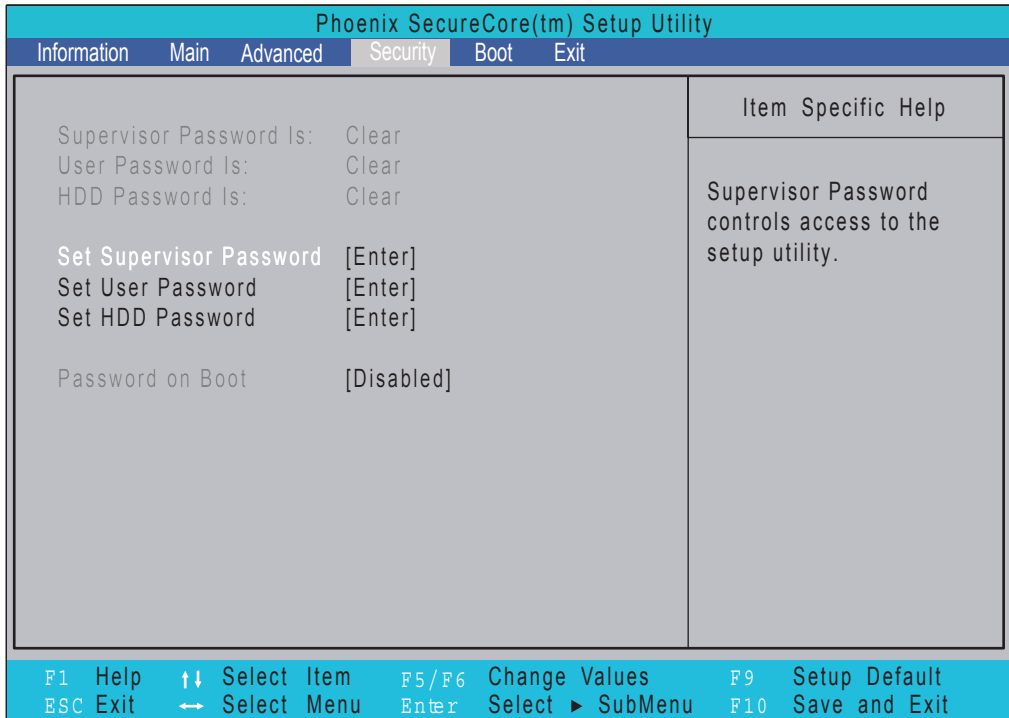 Phoenix SecureCore(tm) Setup Utility
Information Main Advanced Security Boot Exit
Item Specific Help
Supervisor Password Is: Clear
User Password Is: Clear
HDD Password Is: Clear
Supervisor Password
controls access to the
setup utility.
Set Supervisor Password [Enter]
Set User Password [Enter]
Set HDD Password [Enter]
Password on Boot [Disabled]
F1 Help ↑↓ Select Item F5/F6 Change Values F9 Setup Default
ESC Exit ↔ Select Menu Enter Select ▶ SubMenu F10 Save and Exit